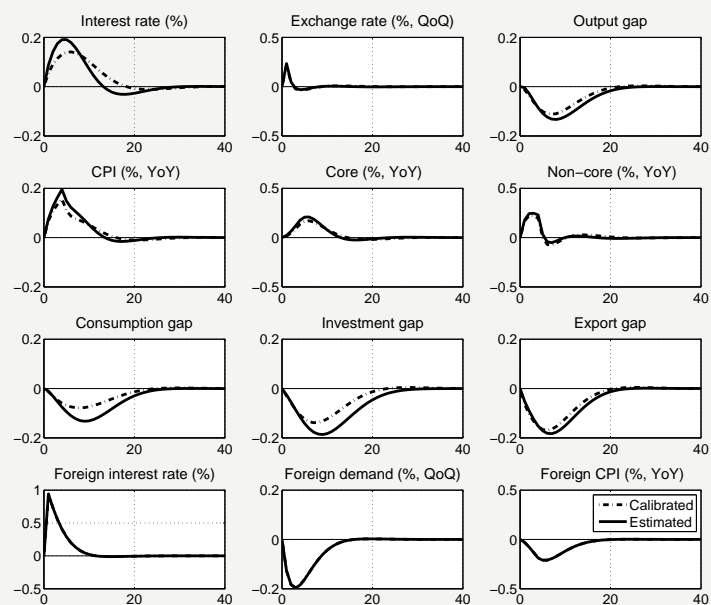 Interest rate (%)
Exchange rate (%, QoQ)
Output gap
0.2
0
−0.2
0 20 40
0.5
0
−0.5
0 20 40
0.2
0
−0.2
0 20 40
CPI (%, YoY)
Core (%, YoY)
Non−core (%, YoY)
0.2
0
−0.2
0 20 40
0.5
0
−0.5
0 20 40
0.5
0
−0.5
0 20 40
Consumption gap
Investment gap
Export gap
0.2
0
−0.2
0 20 40
0.2
0
−0.2
0 20 40
0.2
0
−0.2
0 20 40
Foreign interest rate (%)
Foreign demand (%, QoQ)
Foreign CPI (%, YoY)
1
0.5
0
−0.5
0 20 40
0.2
0
−0.2
0 20 40
0.5
0
−0.5
0 20 40
Calibrated
Estimated